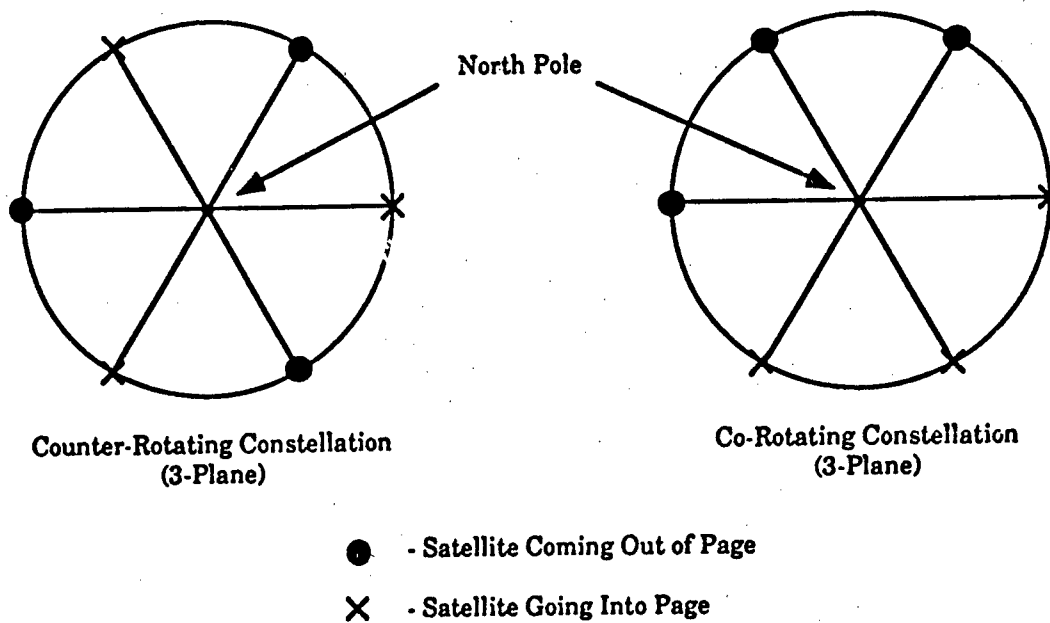 North Pole
Counter-Rotating Constellation
(3-Plane)
Co-Rotating Constellation
(3-Plane)
- Satellite Coming Out of Page
- Satellite Going Into Page